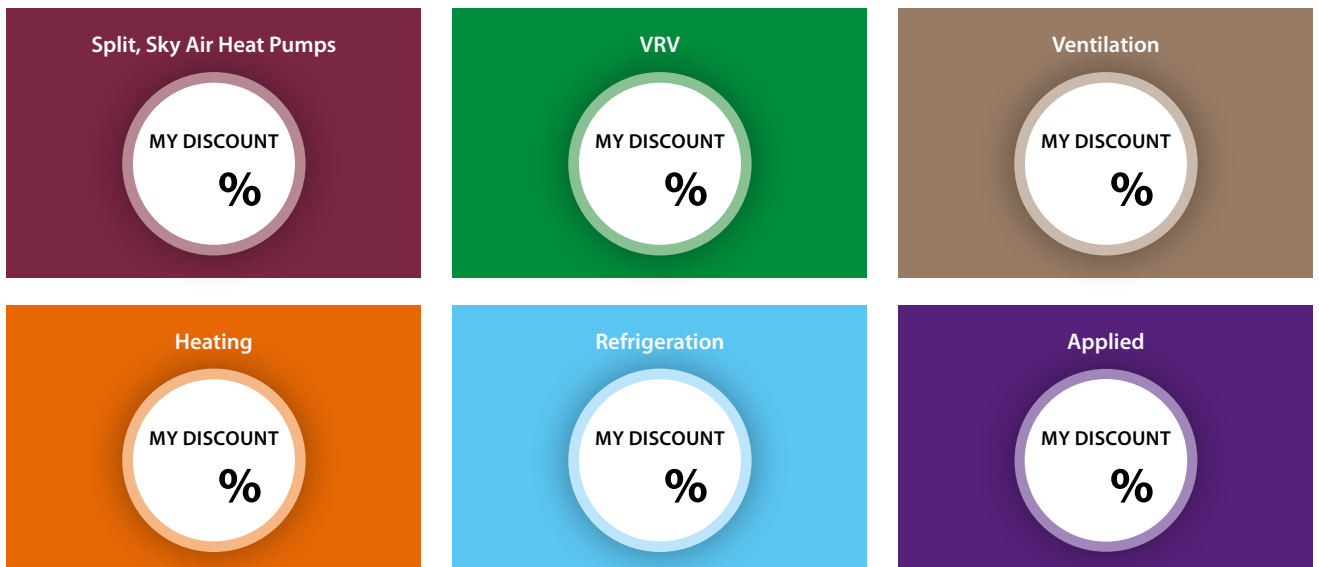 Split, Sky Air Heat Pumps
MY DISCOUNT
%
VRV
MY DISCOUNT
%
Ventilation
MY DISCOUNT
%
Heating
MY DISCOUNT
%
Refrigeration
MY DISCOUNT
%
Applied
MY DISCOUNT
%